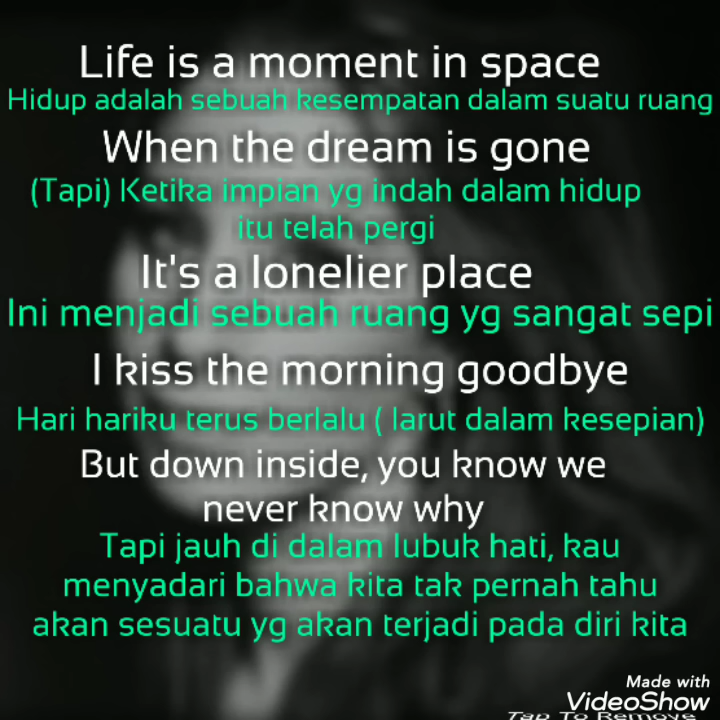 Life is a moment in space
Hidup adalah sebuah kesempatan dalam suatu ruang
When the dream is gone
(Tapi) Ketika impian yg indah dalam hidup
itu telah pergi
It's a lonelier place
Ini menjadi sebuah ruang yg sangat sepi
I kiss the morning goodbye
Hari hariku terus berlalu ( larut dalam kesepian)
But down inside, you know we
never know why
Tapi jauh di dalam lubuk hati, kau
menyadari bahwa kita tak pernah tahu
akan sesuatu yg akan terjadi pada diri kita
Made with
VideoShow
Tap To Remove